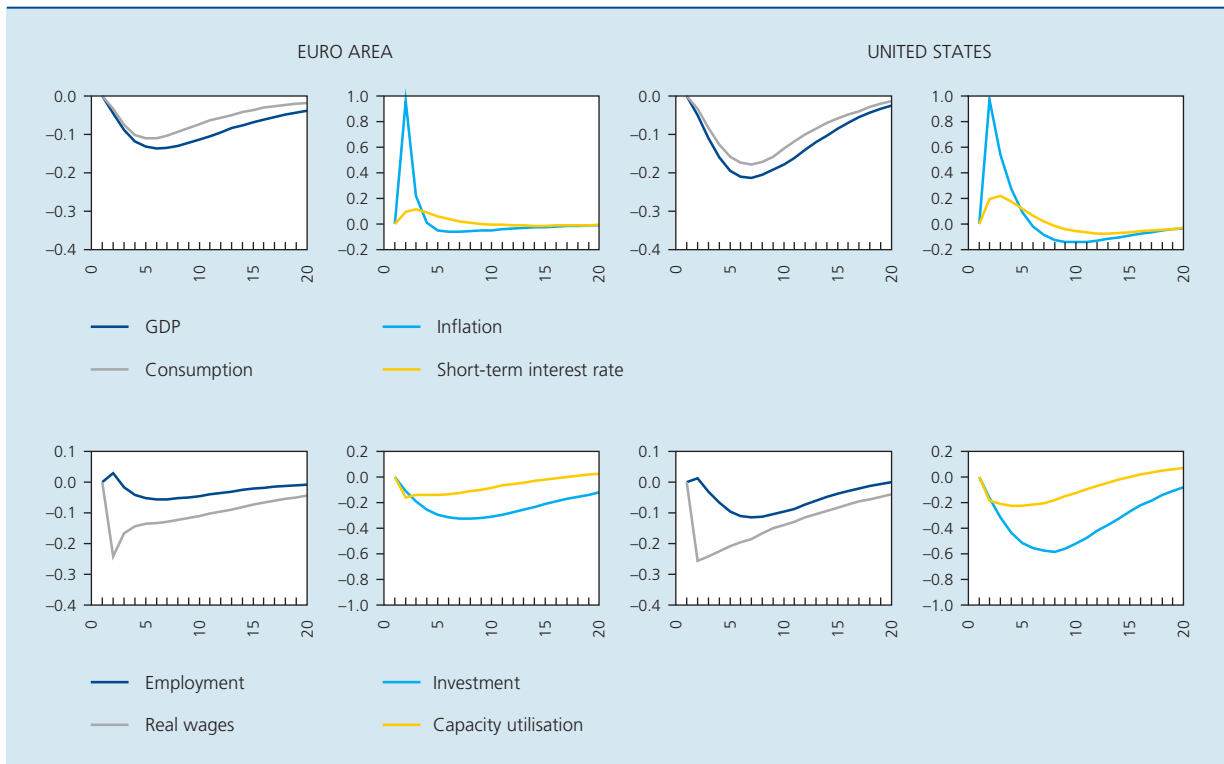 EURO AREA UNITED STATES
0.0 1.0 0.0 1.0
–0.1 0.8 –0.1 0.8
0.6 0.6
–0.2 0.4 –0.2 0.4
0.2 0.2
–0.3 –0.3
0.0 0.0
–0.4 –0.2 –0.4 –0.2
0 5 10 15 20 0 5 10 15 20 0 5 10 15 20 0 5 10 15 20
GDP Inflation
Consumption Short-term interest rate
0.1 0.2 0.1 0.2
0.0 0.0 0.0 0.0
–0.1 –0.2 –0.1 –0.2
–0.4 –0.4
–0.2 –0.6 –0.2 –0.6
–0.3 –0.8 –0.3 –0.8
–0.4 –1.0 –0.4 –1.0
0 5 10 15 20 0 5 10 15 20 0 5 10 15 20 0 5 10 15 20
Employment Investment
Real wages Capacity utilisation